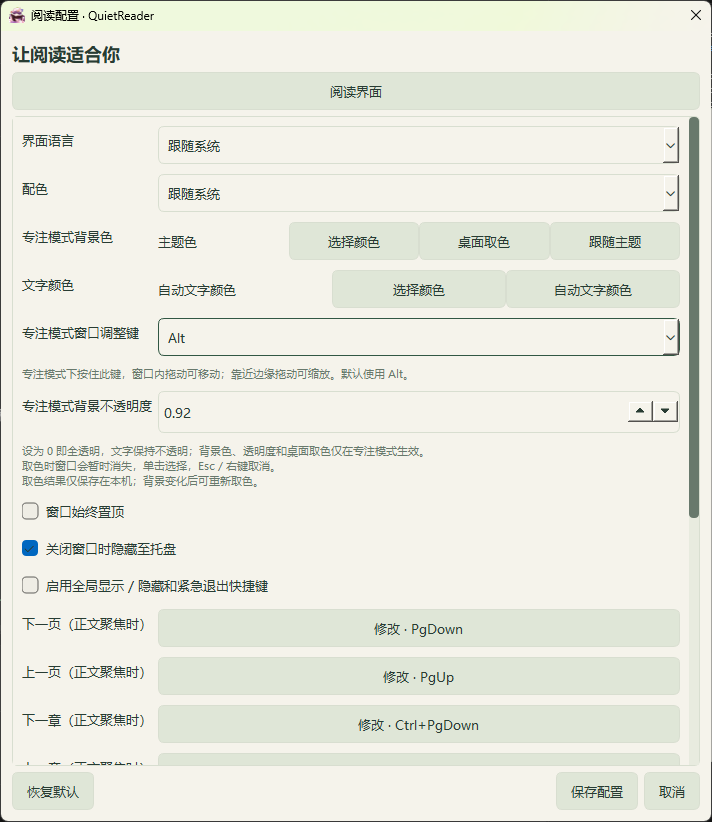 阅读配置 · QuietReader
让阅读适合你
阅读界面
界面语言
跟随系统
配色
跟随系统
专注模式背景色
主题色
选择颜色
桌面取色
跟随主题
文字颜色
自动文字颜色
选择颜色
自动文字颜色
专注模式窗口调整键
Alt
专注模式下按住此键，窗口内拖动可移动；靠近边缘拖动可缩放。默认使用 Alt。
专注模式背景不透明度
0.92
设为 0 即全透明，文字保持不透明；背景色、透明度和桌面取色仅在专注模式生效。
取色时窗口会暂时消失，单击选择，Esc / 右键取消。
取色结果仅保存在本机；背景变化后可重新取色。
窗口始终置顶
关闭窗口时隐藏至托盘
启用全局显示 / 隐藏和紧急退出快捷键
下一页（正文聚焦时）
修改 · PgDown
上一页（正文聚焦时）
修改 · PgUp
下一章（正文聚焦时）
修改 · Ctrl+PgDown
恢复默认
保存配置
取消